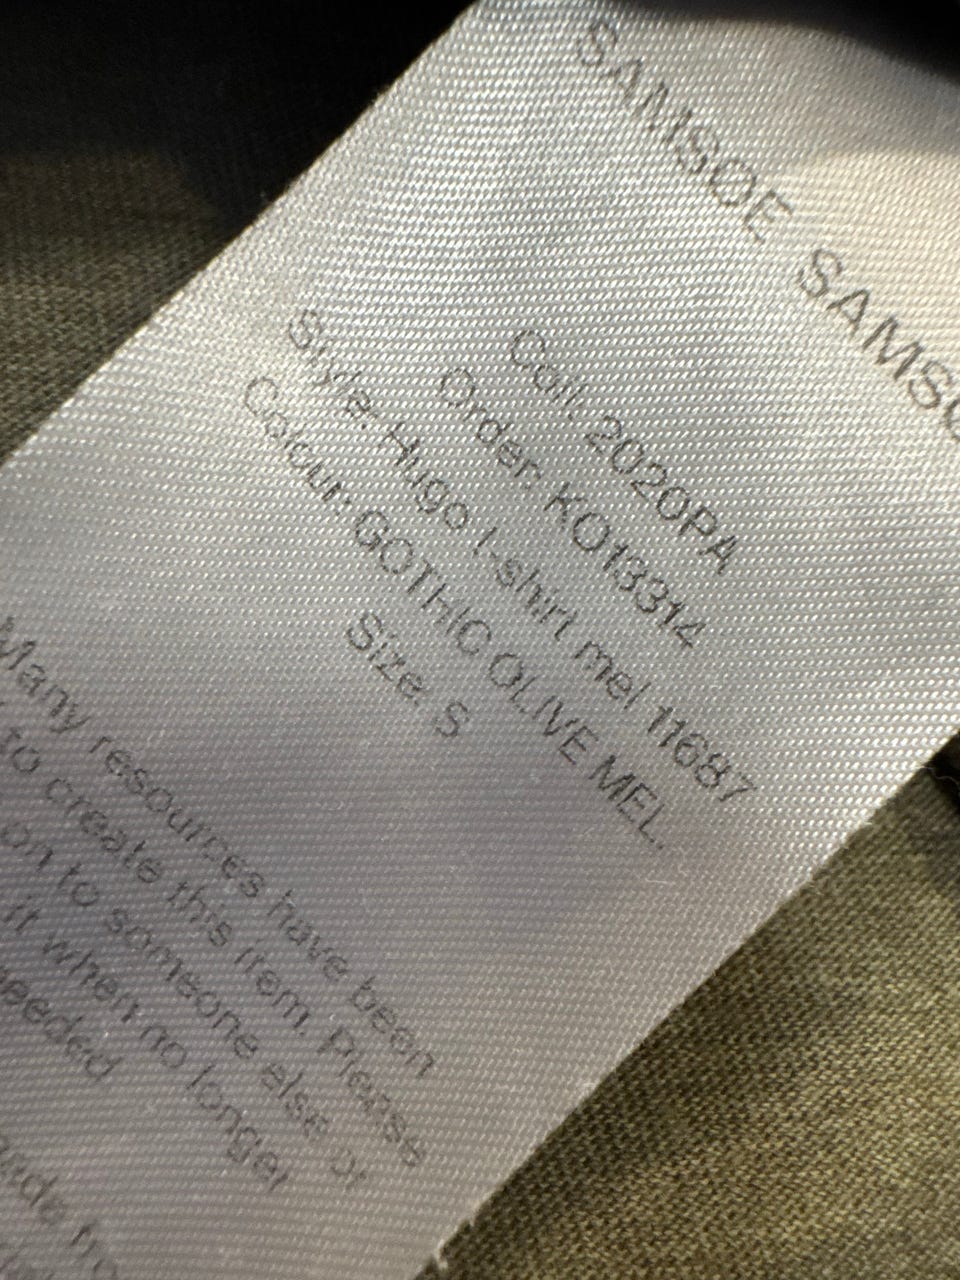 SAMSOE SAMSO
Coll: 2020PA
Order: KO13314
Style: Hugo t-shirt mel 11687
Colour: GOTHIC OLIVE MEL.
Size: S
Many resources have been
to create this item. Please
on to someone else or
it when no longer
needed